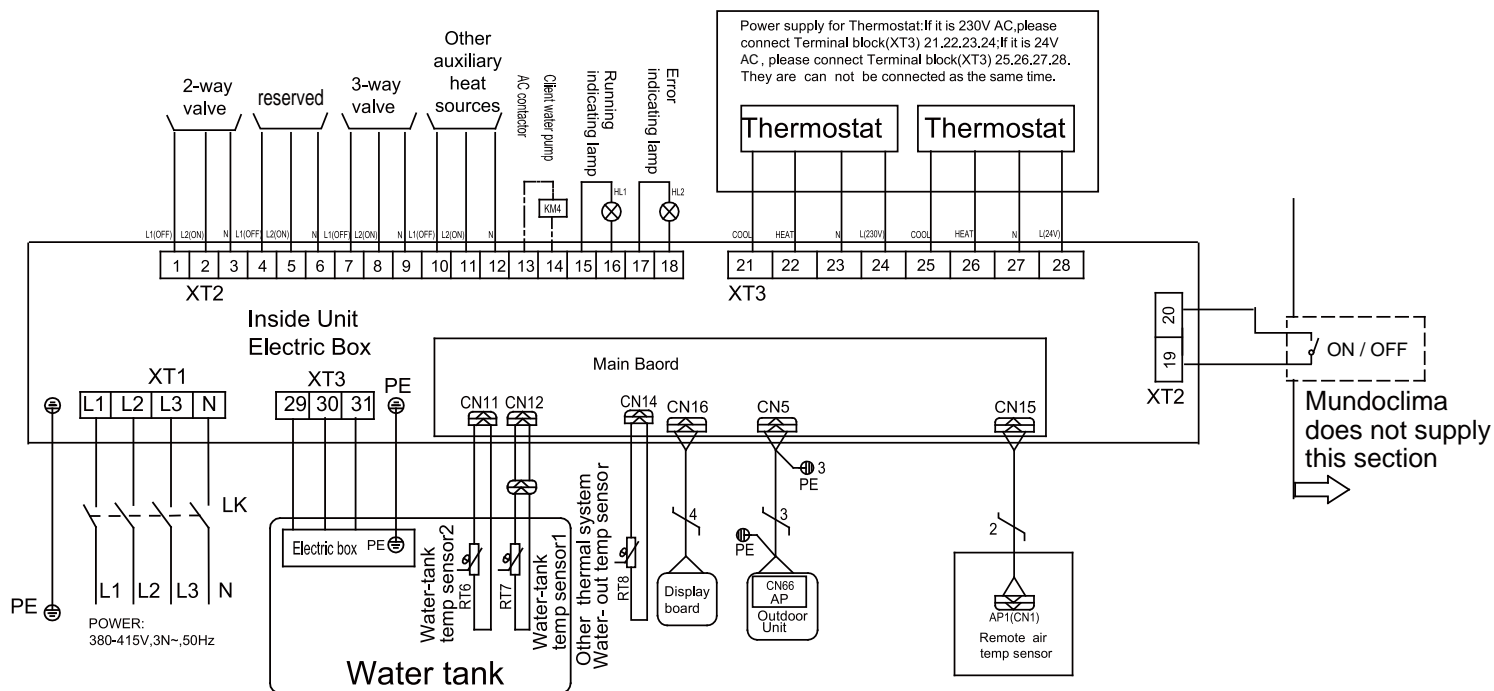 Power supply for Thermostat:If it is 230V AC,please
connect Terminal block(XT3) 21.22.23.24;If it is 24V
AC , please connect Terminal block(XT3) 25.26.27.28.
They are can not be connected as the same time.
2-way
valve
reserved
3-way
valve
Other
auxiliary
heat
sources
AC contactor
Client water pump
Running
indicating lamp
Error
indicating lamp
Thermostat
Thermostat
KM4
HL1
HL2
L1(OFF) L2(ON) N L1(OFF) L2(ON) N L1(OFF) L2(ON) N L1(OFF) L2(ON) N
COOL HEAT N L(230V) COOL HEAT N L(24V)
1 2 3 4 5 6 7 8 9 10 11 12 13 14 15 16 17 18
21 22 23 24 25 26 27 28
XT2
XT3
Inside Unit
Electric Box
Main Baord
20
19
XT2
ON / OFF
Mundoclima
does not supply
this section
XT1
L1 L2 L3 N
XT3
29 30 31
PE
CN11
CN12
CN14
CN16
CN5
CN15
3
PE
LK
L1 L2 L3 N
PE
POWER:
380-415V,3N~,50Hz
Electric box
PE
Water-tank
temp sensor2
RT6
RT7
Water-tank
temp sensor1
Other thermal system
Water- out temp sensor
RT8
Water tank
4
Display
board
3
PE
CN66
AP
Outdoor
Unit
2
AP1(CN1)
Remote air
temp sensor